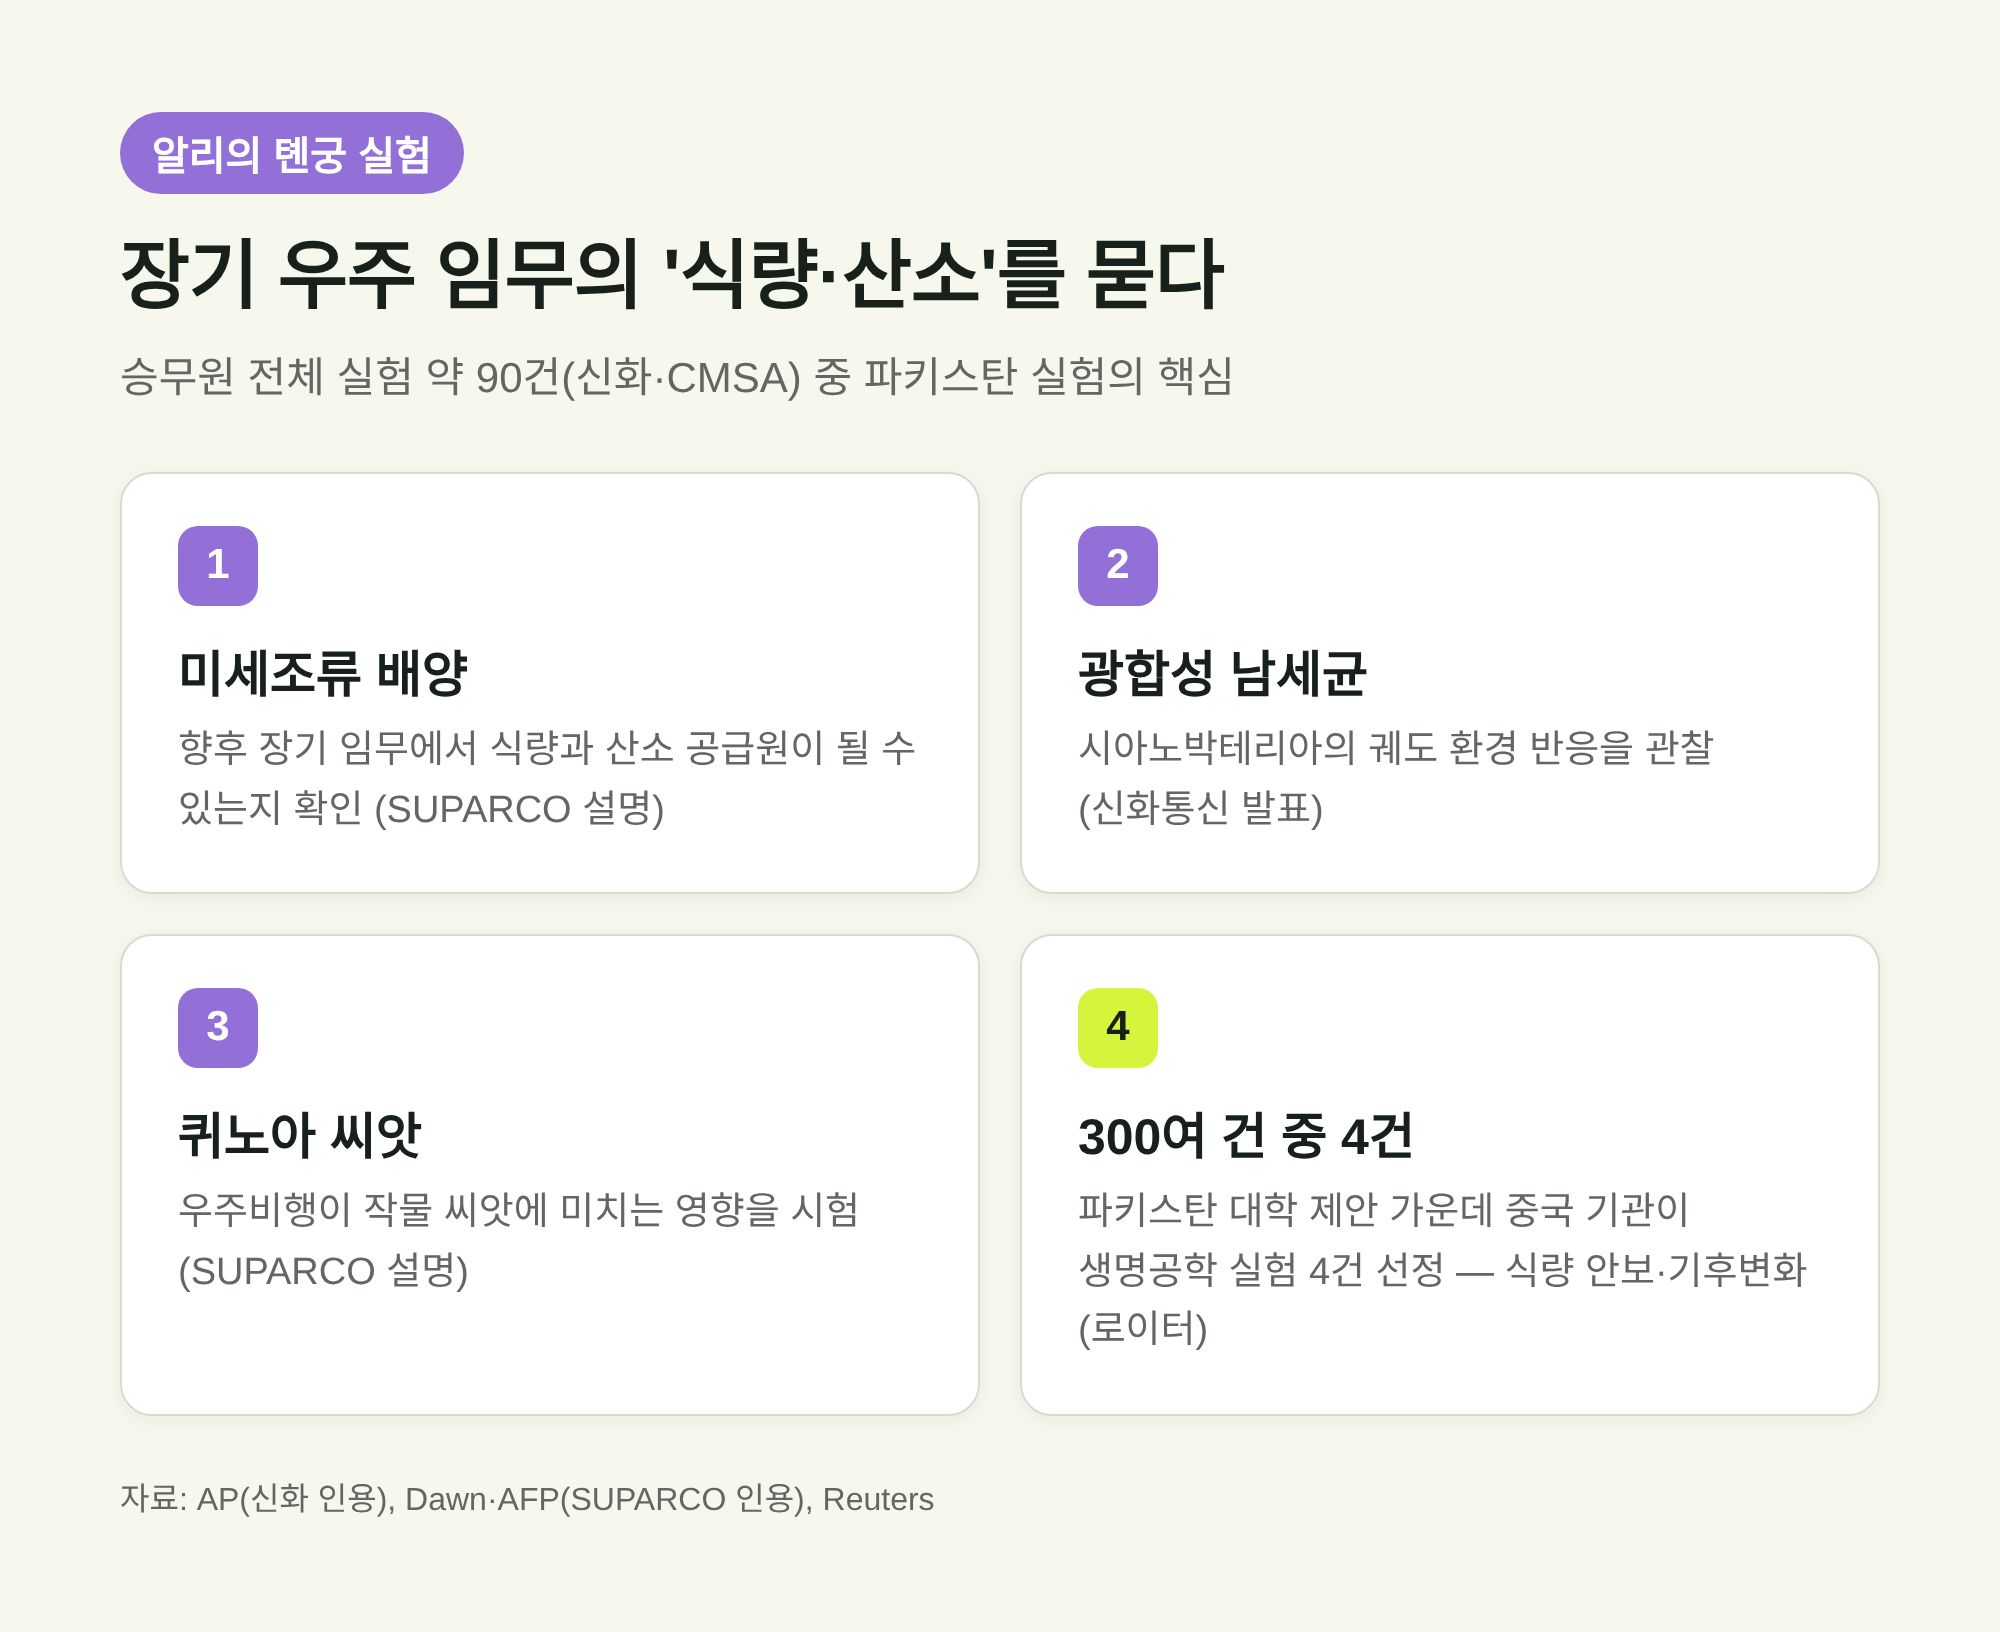 알리의 톈궁 실험
장기 우주 임무의 '식량·산소'를 묻다
승무원 전체 실험 약 90건(신화·CMSA) 중 파키스탄 실험의 핵심
1
미세조류 배양
향후 장기 임무에서 식량과 산소 공급원이 될 수
있는지 확인 (SUPARCO 설명)
2
광합성 남세균
시아노박테리아의 궤도 환경 반응을 관찰
(신화통신 발표)
3
퀴노아 씨앗
우주비행이 작물 씨앗에 미치는 영향을 시험
(SUPARCO 설명)
4
300여 건 중 4건
파키스탄 대학 제안 가운데 중국 기관이
생명공학 실험 4건 선정 — 식량 안보·기후변화
(로이터)
자료: AP(신화 인용), Dawn·AFP(SUPARCO 인용), Reuters